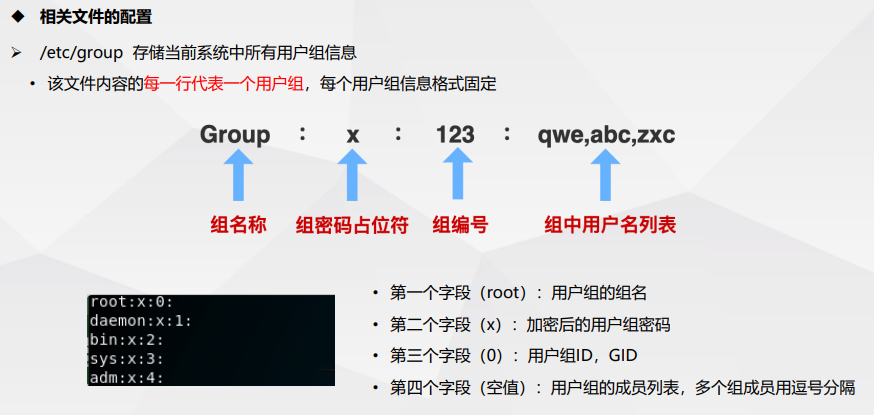 ◆ 相关文件的配置
➢ /etc/group 存储当前系统中所有用户组信息
• 该文件内容的每一行代表一个用户组，每个用户组信息格式固定
Group : x : 123 : qwe,abc,zxc
组名称 组密码占位符 组编号 组中用户名列表
root:x:0:
daemon:x:1:
bin:x:2:
sys:x:3:
adm:x:4:
• 第一个字段（root）：用户组的组名
• 第二个字段（x）：加密后的用户组密码
• 第三个字段（0）：用户组ID，GID
• 第四个字段（空值）：用户组的成员列表，多个组成员用逗号分隔